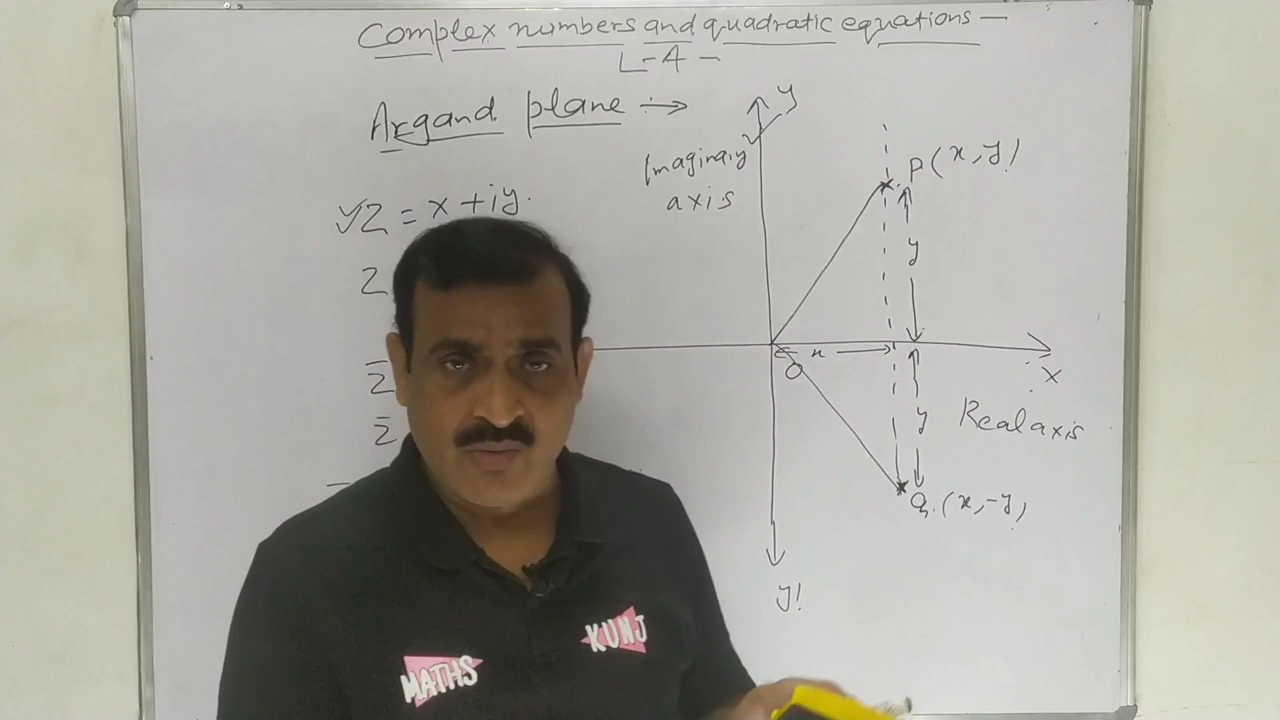 Complex numbers and quadratic equations —
L-4 -
Argand plane →
y
Imaginary
axis
P(x, y)
√Z = x + iy.
Z
y
x
O
X
Z̄
Z̄
y
Real axis
Q.(x, -y)
y!
MATHS
KUNJ